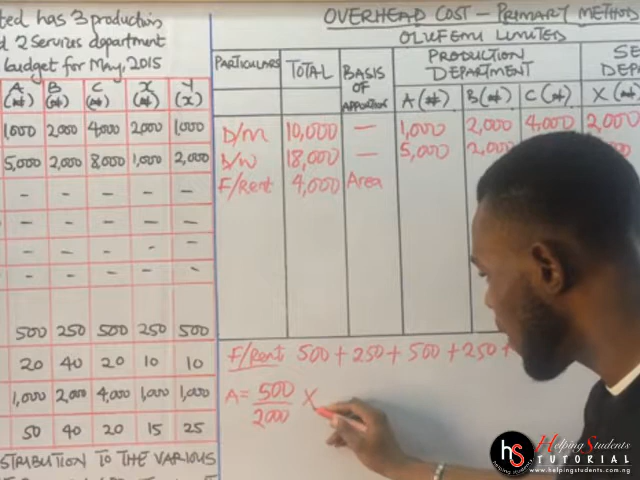 ted has 3 production
d 2 Services department
budget for May, 2015
A (₦) B (₦) C (₦) X (₦) Y (x)
1,000 2,000 4,000 2,000 1,000
5,000 2,000 8,000 1,000 2,000
- - - - -
- - - - -
- - - - -
- - - - -
500 250 500 250 500
20 40 20 10 10
1,000 2,000 4,000 1,000 1,000
50 40 20 15 25
STRIBUTION TO THE VARIOUS
OVERHEAD COST - PRIMARY METHOD
OLUFEMI LIMITED
PARTICULARS TOTAL BASIS OF PRODUCTION DEPARTMENT SE
A (₦) B (₦) C (₦) X (₦)
D/m 10,000 - 1,000 2,000 4,000 2,000
D/W 18,000 - 5,000 2,000
F/Rent 4,000 Area
F/Rent 500 + 250 + 500 + 250 +
A = 500/2000 X
hS Helping Students
TUTORIAL
www.helpingstudents.com.ng